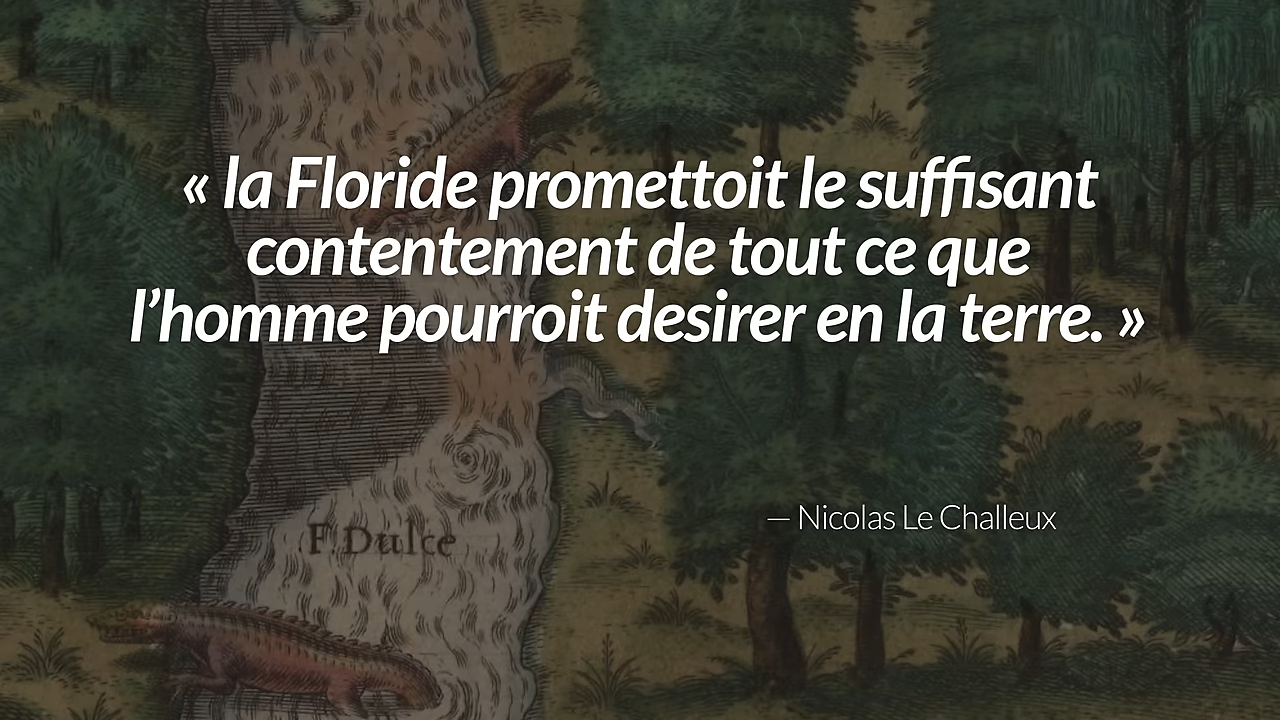 « la Floride promettoit le suffisant
contentement de tout ce que
l’homme pourroit desirer en la terre. »
— Nicolas Le Challeux
F. Dulce